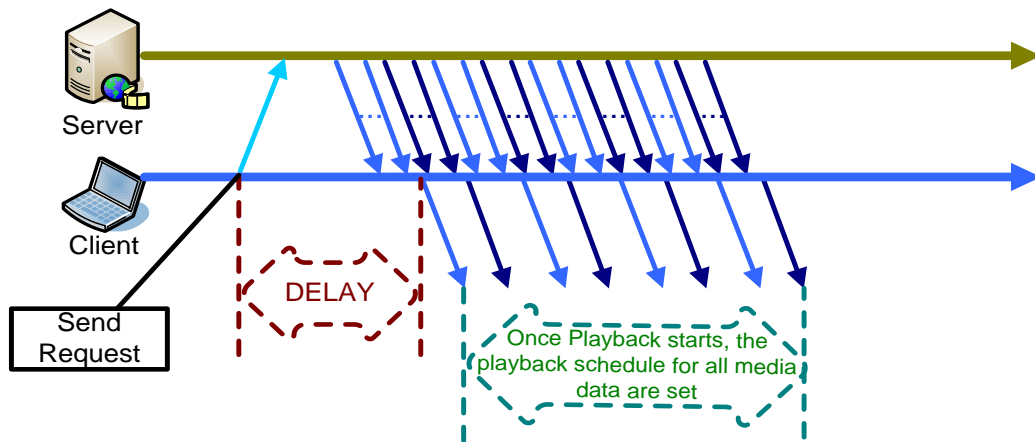 Server
Client
Send
Request
DELAY
Once Playback starts, the
playback schedule for all media
data are set